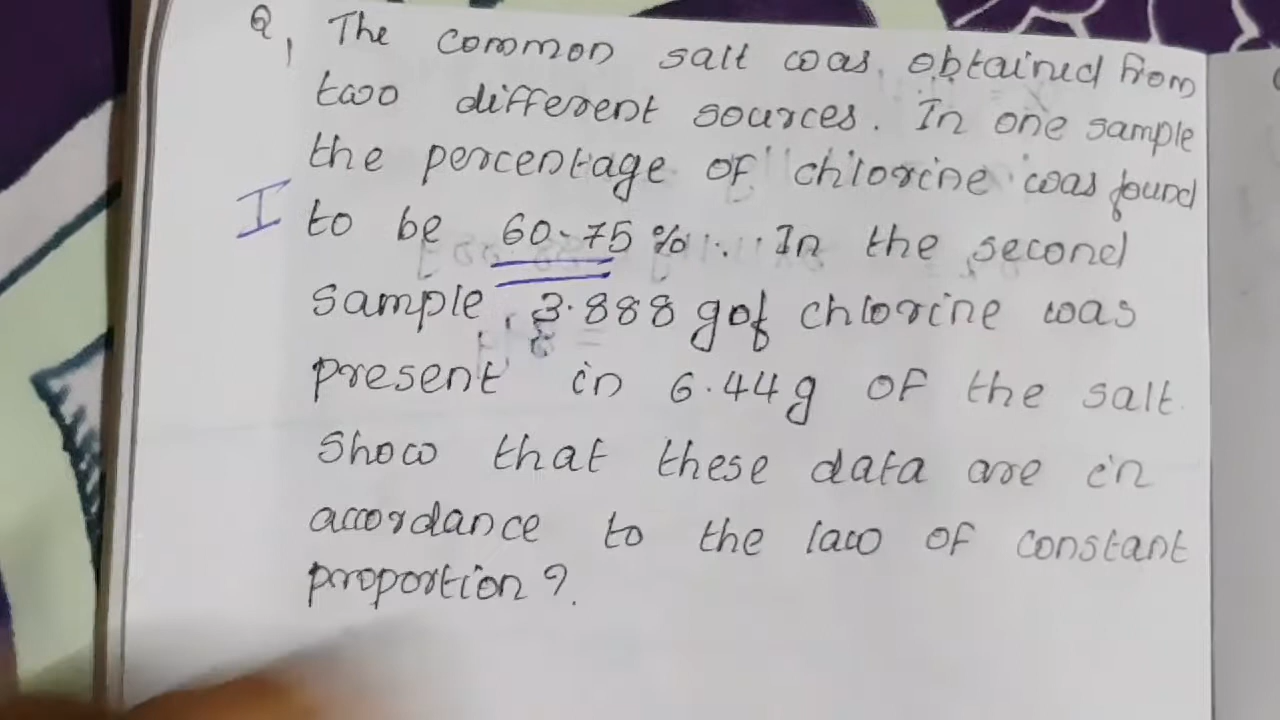 Q, The common salt was obtained from
two different sources. In one sample
the percentage of chlorine was found
I to be 60.75 %. In the second
sample, 3.888 g of chlorine was
present in 6.44g of the salt.
Show that these data are in
accordance to the law of constant
proportion?.